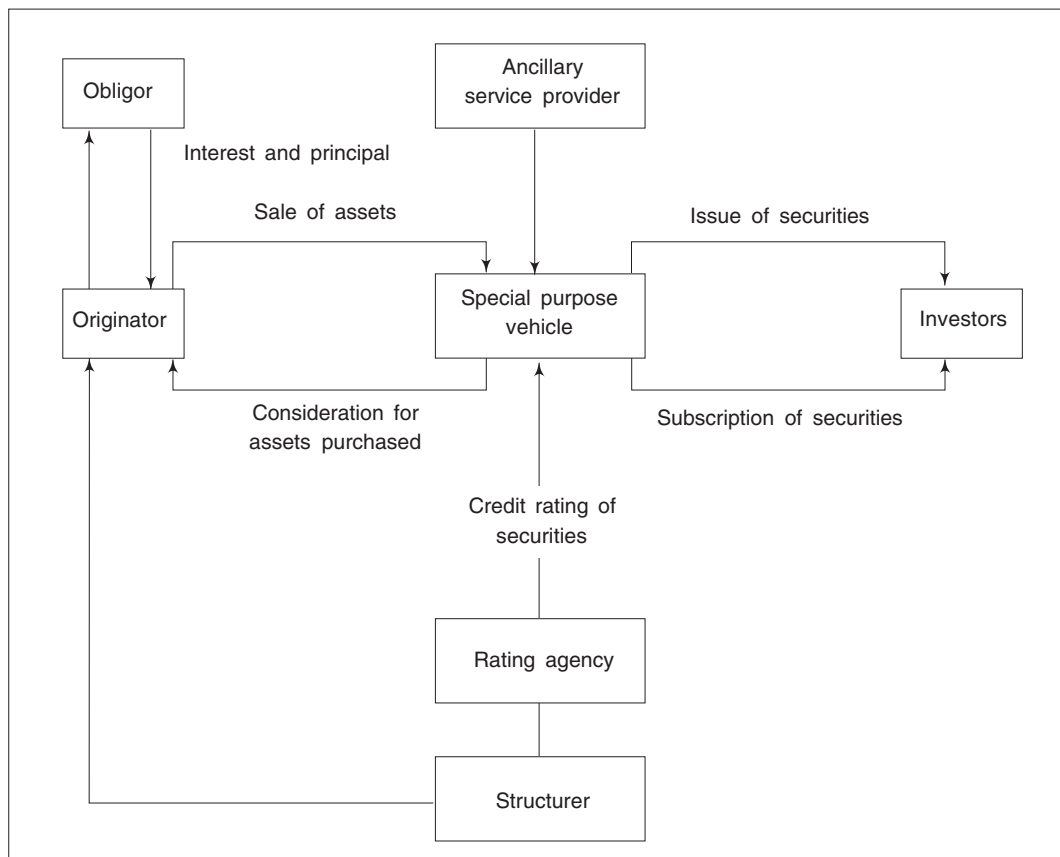 Obligor
Ancillary
service provider
Interest and principal
Sale of assets
Issue of securities
Originator
Special purpose
vehicle
Investors
Consideration for
assets purchased
Subscription of securities
Credit rating of
securities
Rating agency
Structurer